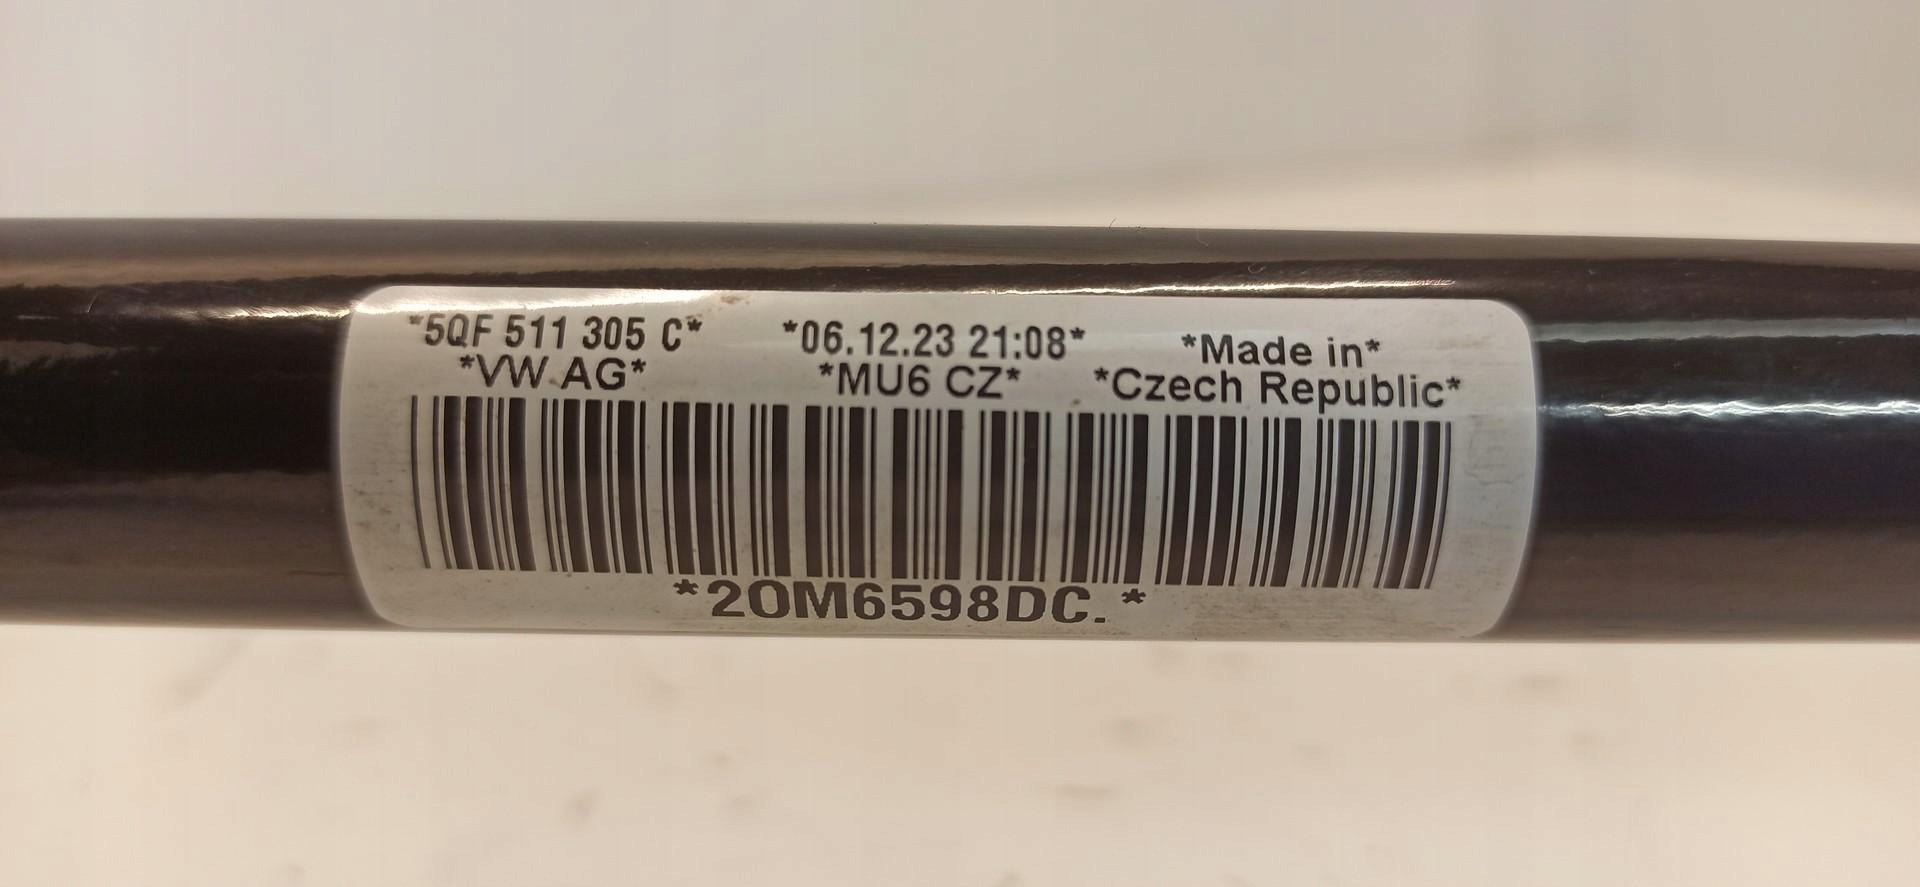 *5QF 511 305 C* *06.12.23 21:08* *Made in*
*VW AG* *MU6 CZ* *Czech Republic*
*2OM6598DC.*